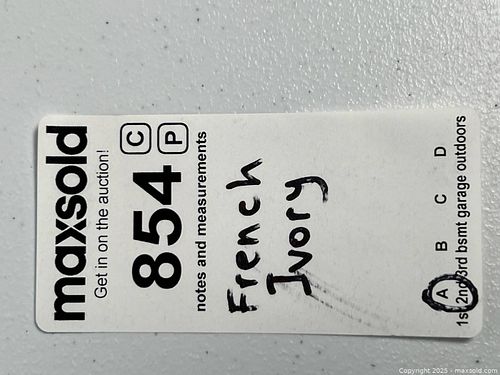 maxsold
Get in on the auction!
854 C P
notes and measurements
French
Ivory
A B C D
1st 2nd 3rd bsmt garage outdoors
Copyright 2025 - maxsold.com